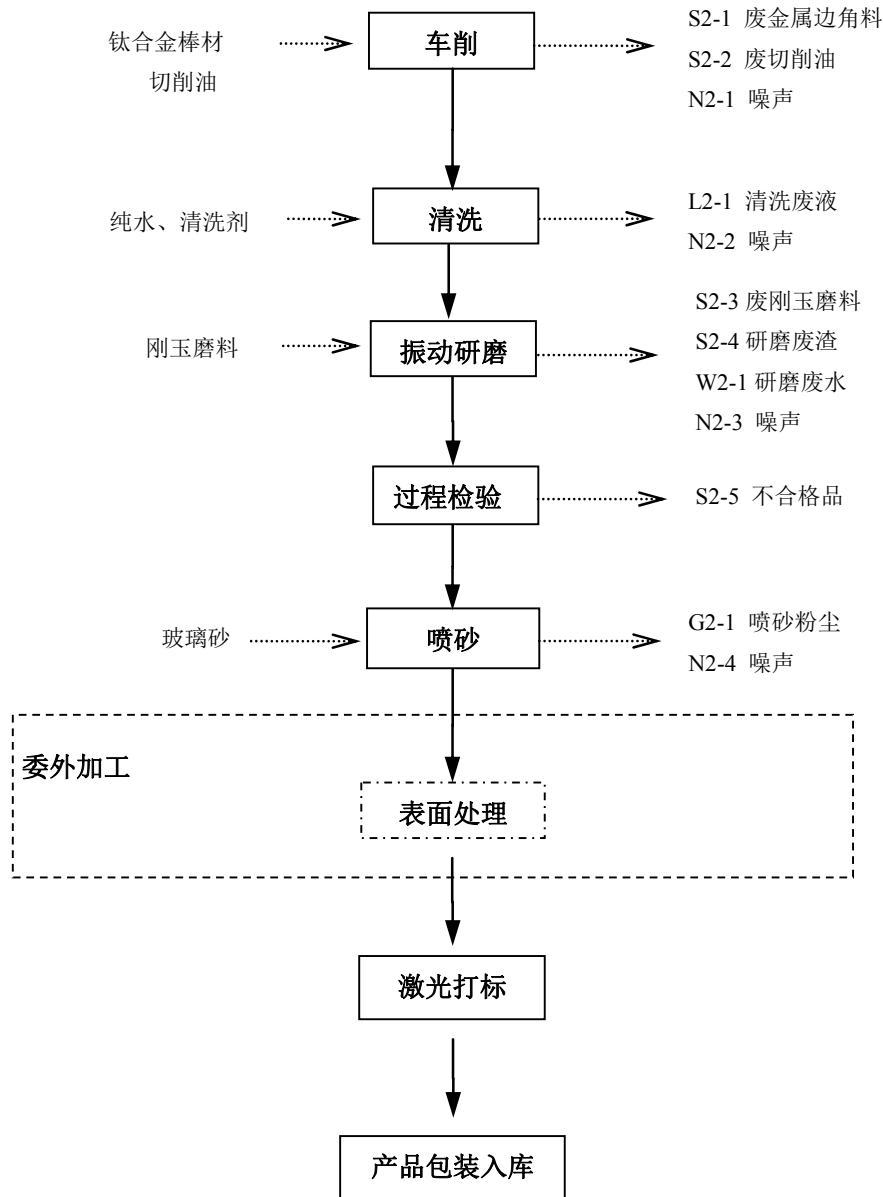 钛合金棒材
切削油
车削
S2-1 废金属边角料
S2-2 废切削油
N2-1 噪声
纯水、清洗剂
清洗
L2-1 清洗废液
N2-2 噪声
刚玉磨料
振动研磨
S2-3 废刚玉磨料
S2-4 研磨废渣
W2-1 研磨废水
N2-3 噪声
过程检验
S2-5 不合格品
玻璃砂
喷砂
G2-1 喷砂粉尘
N2-4 噪声
委外加工
表面处理
激光打标
产品包装入库